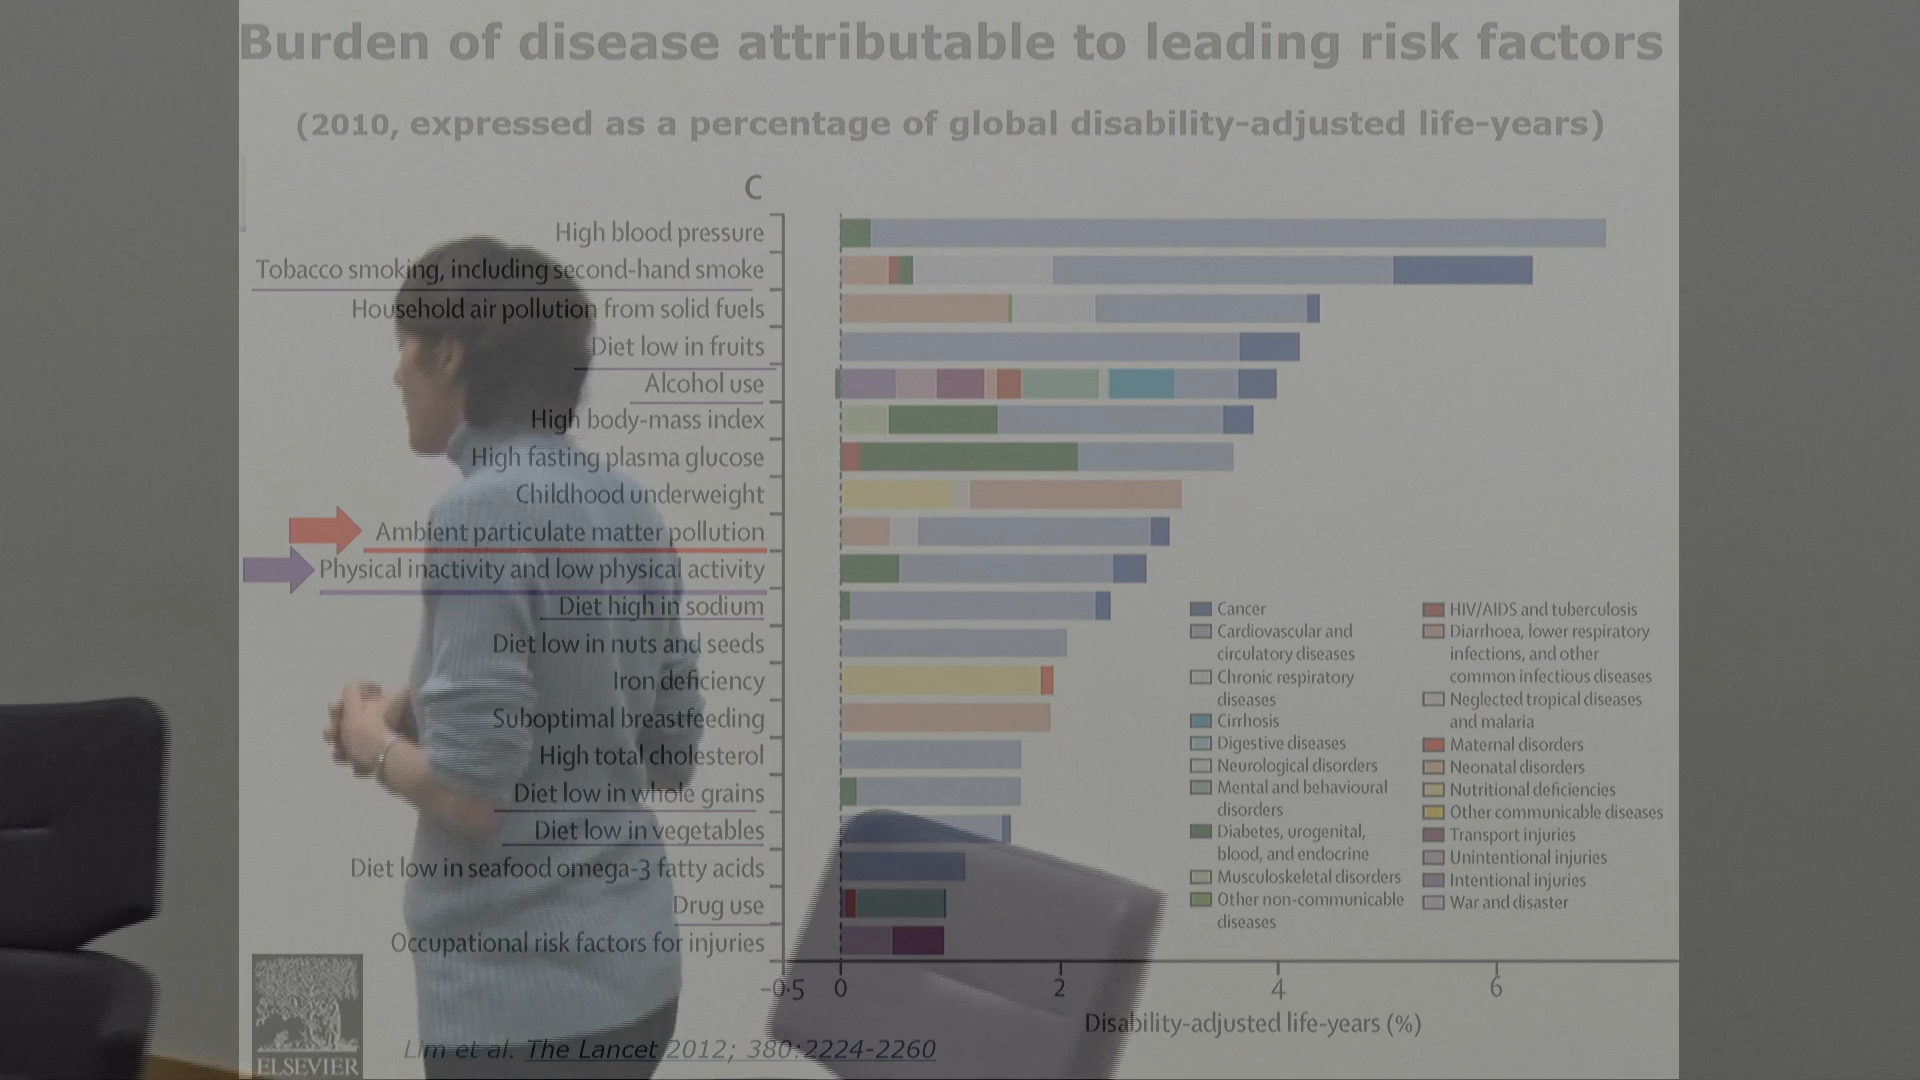 Burden of disease attributable to leading risk factors
(2010, expressed as a percentage of global disability-adjusted life-years)
C
High blood pressure
Tobacco smoking, including second-hand smoke
Household air pollution from solid fuels
Diet low in fruits
Alcohol use
High body-mass index
High fasting plasma glucose
Childhood underweight
Ambient particulate matter pollution
Physical inactivity and low physical activity
Diet high in sodium
Diet low in nuts and seeds
Iron deficiency
Suboptimal breastfeeding
High total cholesterol
Diet low in whole grains
Diet low in vegetables
Diet low in seafood omega-3 fatty acids
Drug use
Occupational risk factors for injuries
Cancer
Cardiovascular and
circulatory diseases
Chronic respiratory
diseases
Cirrhosis
Digestive diseases
Neurological disorders
Mental and behavioural
disorders
Diabetes, urogenital,
blood, and endocrine
Musculoskeletal disorders
Other non-communicable
diseases
HIV/AIDS and tuberculosis
Diarrhoea, lower respiratory
infections, and other
common infectious diseases
Neglected tropical diseases
and malaria
Maternal disorders
Neonatal disorders
Nutritional deficiencies
Other communicable diseases
Transport injuries
Unintentional injuries
Intentional injuries
War and disaster
–0·5 0 2 4 6
Disability-adjusted life-years (%)
ELSEVIER
Lim et al. The Lancet 2012; 380:2224-2260